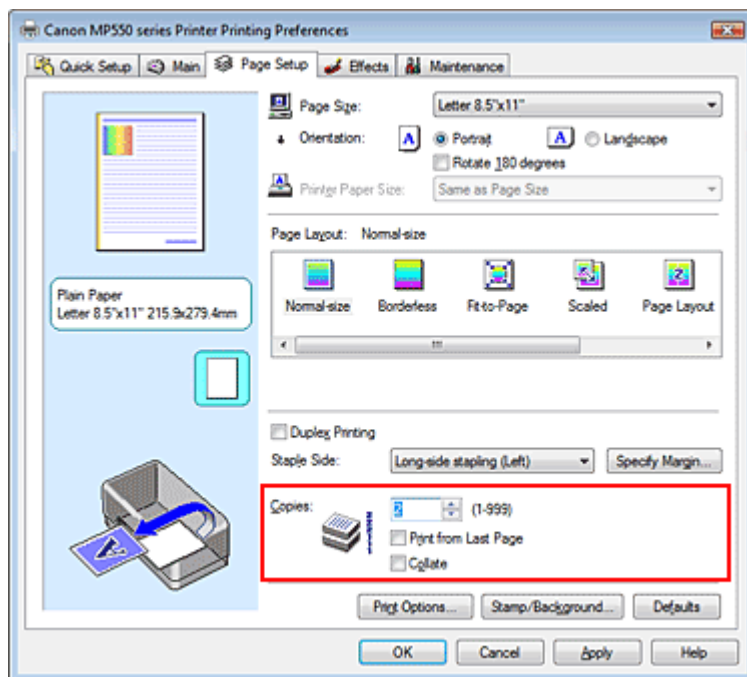 Canon MP550 series Printer Printing Preferences
Quick Setup Main Page Setup Effects Maintenance
Page Size: Letter 8.5"x11"
Orientation: A Portrait A Landscape
Rotate 180 degrees
Printer Paper Size: Same as Page Size
Page Layout: Normal-size
Normal-size Borderless Fit-to-Page Scaled Page Layout
Plain Paper
Letter 8.5"x11" 215.9x279.4mm
Duplex Printing
Staple Side: Long-side stapling (Left) Specify Margin...
Copies: 2 (1-999)
Print from Last Page
Collate
Print Options... Stamp/Background... Defaults
OK Cancel Apply Help